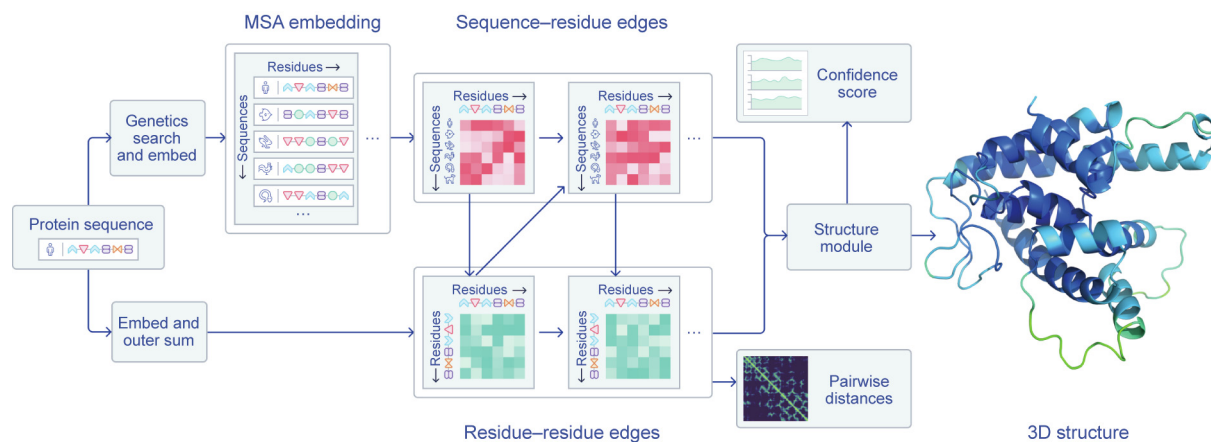 MSA embedding
Sequence–residue edges
Residues →
Sequences →
Genetics
search
and embed
...
Residues →
Sequences →
Residues →
Sequences →
...
Confidence
score
...
Protein sequence
Structure
module
Embed and
outer sum
Residues →
Residues →
Residues →
Residues →
...
Pairwise
distances
Residue–residue edges
3D structure